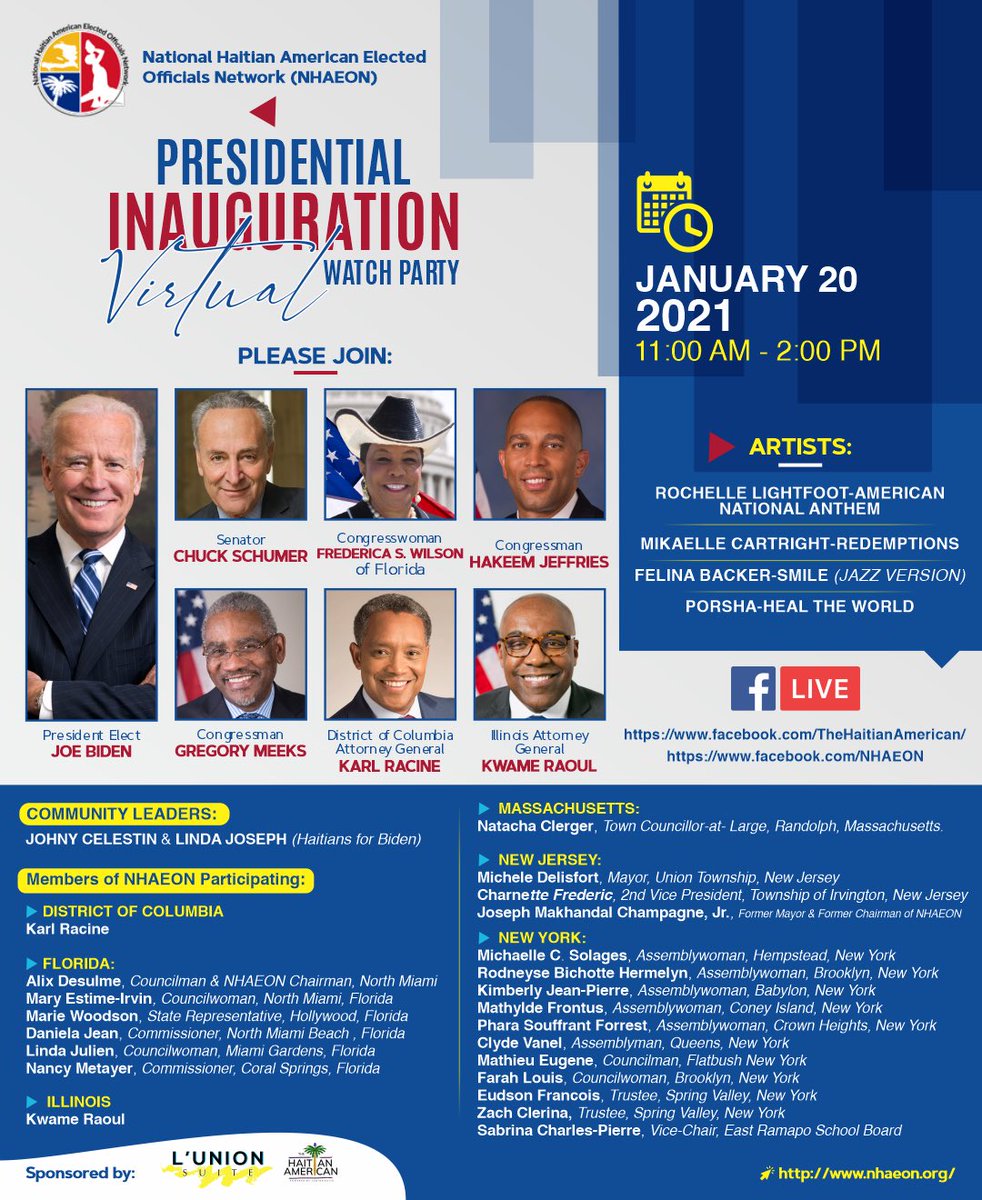 National Haitian American Elected Officials Network
National Haitian American Elected
Officials Network (NHAEON)
PRESIDENTIAL
INAUGURATION
Virtual WATCH PARTY
PLEASE JOIN:
JANUARY 20
2021
11:00 AM - 2:00 PM
President Elect
JOE BIDEN
Senator
CHUCK SCHUMER
Congresswoman
FREDERICA S. WILSON
of Florida
Congressman
HAKEEM JEFFRIES
Congressman
GREGORY MEEKS
District of Columbia
Attorney General
KARL RACINE
Illinois Attorney
General
KWAME RAOUL
ARTISTS:
ROCHELLE LIGHTFOOT-AMERICAN
NATIONAL ANTHEM
MIKAELLE CARTRIGHT-REDEMPTIONS
FELINA BACKER-SMILE (JAZZ VERSION)
PORSHA-HEAL THE WORLD
f LIVE
https://www.facebook.com/TheHaitianAmerican/
https://www.facebook.com/NHAEON
COMMUNITY LEADERS:
JOHNY CELESTIN & LINDA JOSEPH (Haitians for Biden)
Members of NHAEON Participating:
DISTRICT OF COLUMBIA
Karl Racine
FLORIDA:
Alix Desulme, Councilman & NHAEON Chairman, North Miami
Mary Estime-Irvin, Councilwoman, North Miami, Florida
Marie Woodson, State Representative, Hollywood, Florida
Daniela Jean, Commissioner, North Miami Beach , Florida
Linda Julien, Councilwoman, Miami Gardens, Florida
Nancy Metayer, Commissioner, Coral Springs, Florida
ILLINOIS
Kwame Raoul
MASSACHUSETTS:
Natacha Clerger, Town Councillor-at- Large, Randolph, Massachusetts.
NEW JERSEY:
Michele Delisfort, Mayor, Union Township, New Jersey
Charnette Frederic, 2nd Vice President, Township of Irvington, New Jersey
Joseph Makhandal Champagne, Jr., Former Mayor & Former Chairman of NHAEON
NEW YORK:
Michaelle C. Solages, Assemblywoman, Hempstead, New York
Rodneyse Bichotte Hermelyn, Assemblywoman, Brooklyn, New York
Kimberly Jean-Pierre, Assemblywoman, Babylon, New York
Mathylde Frontus, Assemblywoman, Coney Island, New York
Phara Souffrant Forrest, Assemblywoman, Crown Heights, New York
Clyde Vanel, Assemblyman, Queens, New York
Mathieu Eugene, Councilman, Flatbush New York
Farah Louis, Councilwoman, Brooklyn, New York
Eudson Francois, Trustee, Spring Valley, New York
Zach Clerina, Trustee, Spring Valley, New York
Sabrina Charles-Pierre, Vice-Chair, East Ramapo School Board
Sponsored by:
L'UNION
SUITE
THE
HAITIAN
AMERICAN
http://www.nhaeon.org/